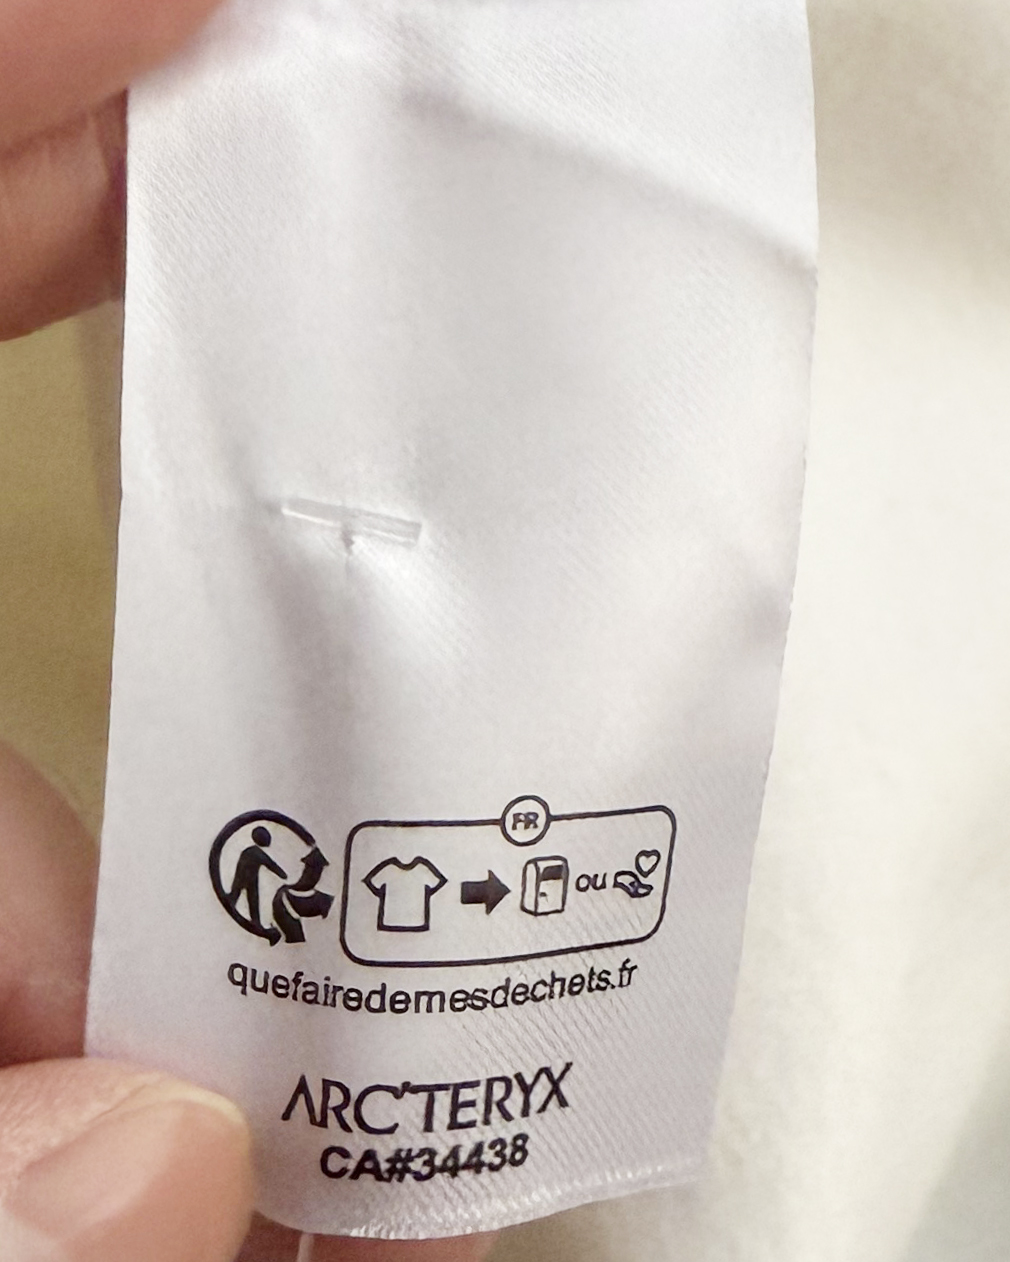 FR
ou
quefairedemesdechets.fr
ARC'TERYX
CA#34438